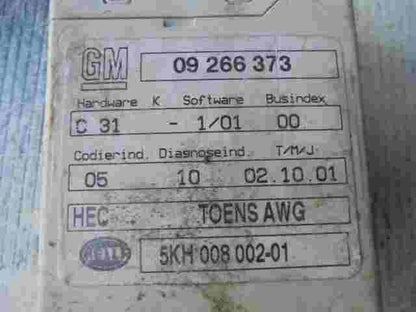 GM 09 266 373
Hardware K Software Busindex
C 31 - 1/01 00
Codierind. Diagnoseind. T/M/J
05 10 02.10.01
HEC TOENS AWG
HELLA 5KH 008 002-01